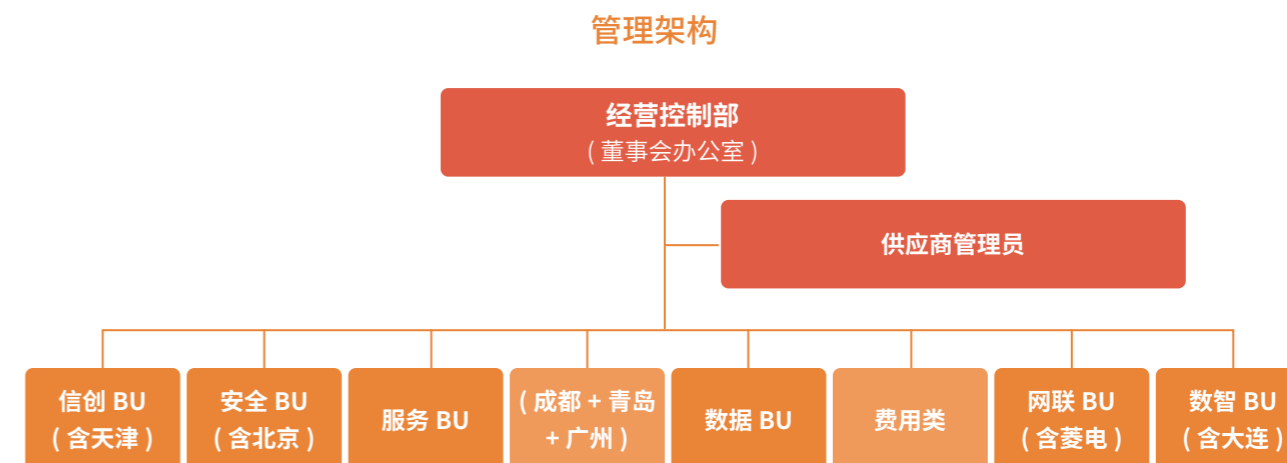 管理架构
经营控制部
（董事会办公室）
供应商管理员
信创 BU
（含天津）
安全 BU
（含北京）
服务 BU
（成都 + 青岛
+ 广州）
数据 BU
费用类
网联 BU
（含菱电）
数智 BU
（含大连）